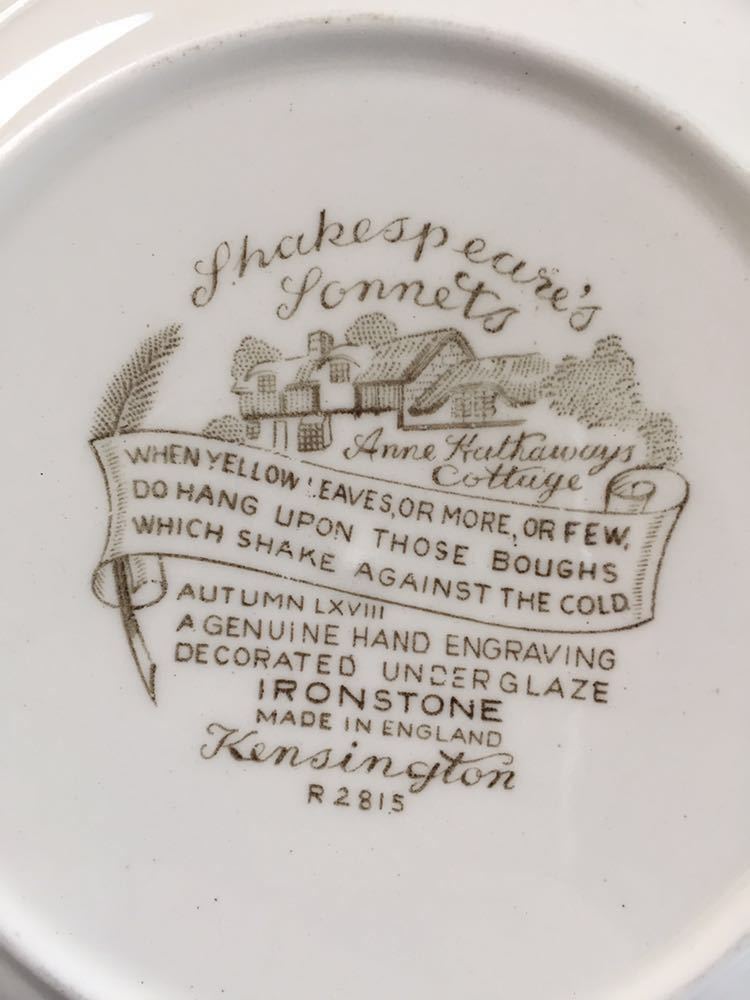 Shakespeare's
Sonnets
Anne Hathaways
Cottage
WHEN YELLOW LEAVES, OR MORE, OR FEW,
DO HANG UPON THOSE BOUGHS
WHICH SHAKE AGAINST THE COLD.
AUTUMN LXVIII
A GENUINE HAND ENGRAVING
DECORATED UNDERGLAZE
IRONSTONE
MADE IN ENGLAND
Kensington
R 2815